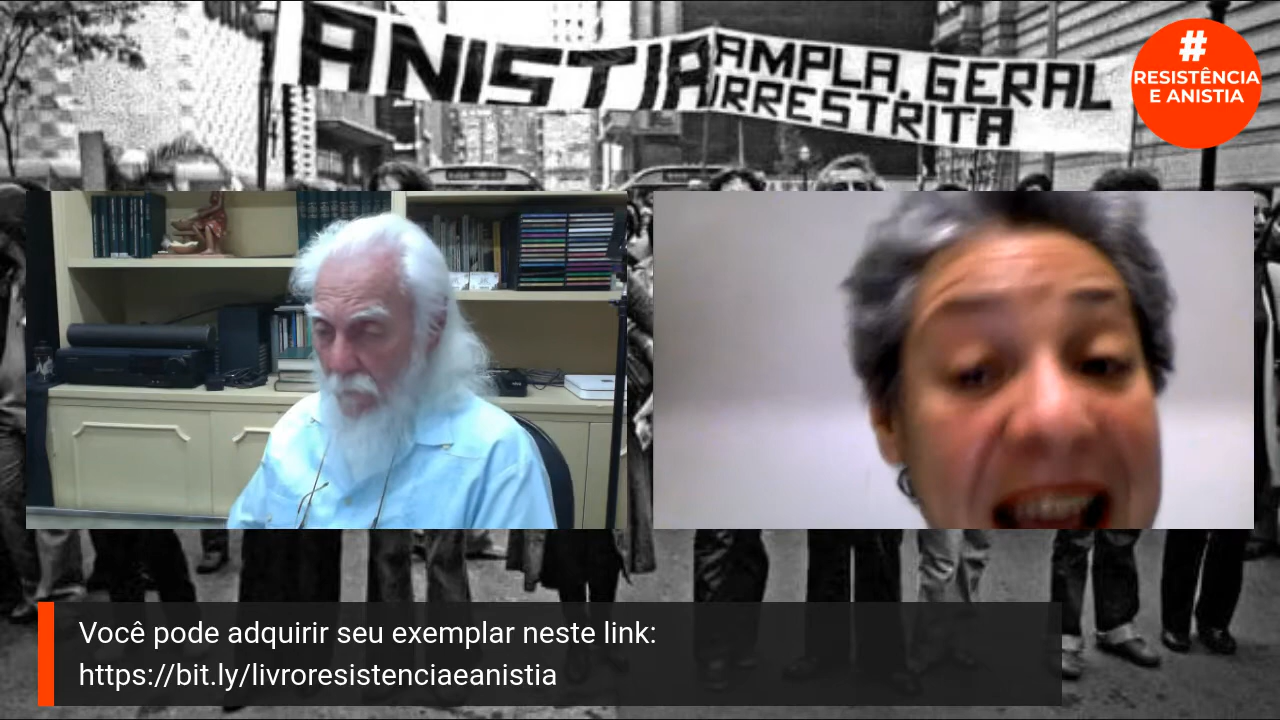 ANISTIA AMPLA, GERAL
IRRESTRITA
#
RESISTÊNCIA
E ANISTIA
Você pode adquirir seu exemplar neste link:
https://bit.ly/livroresistenciaeanistia